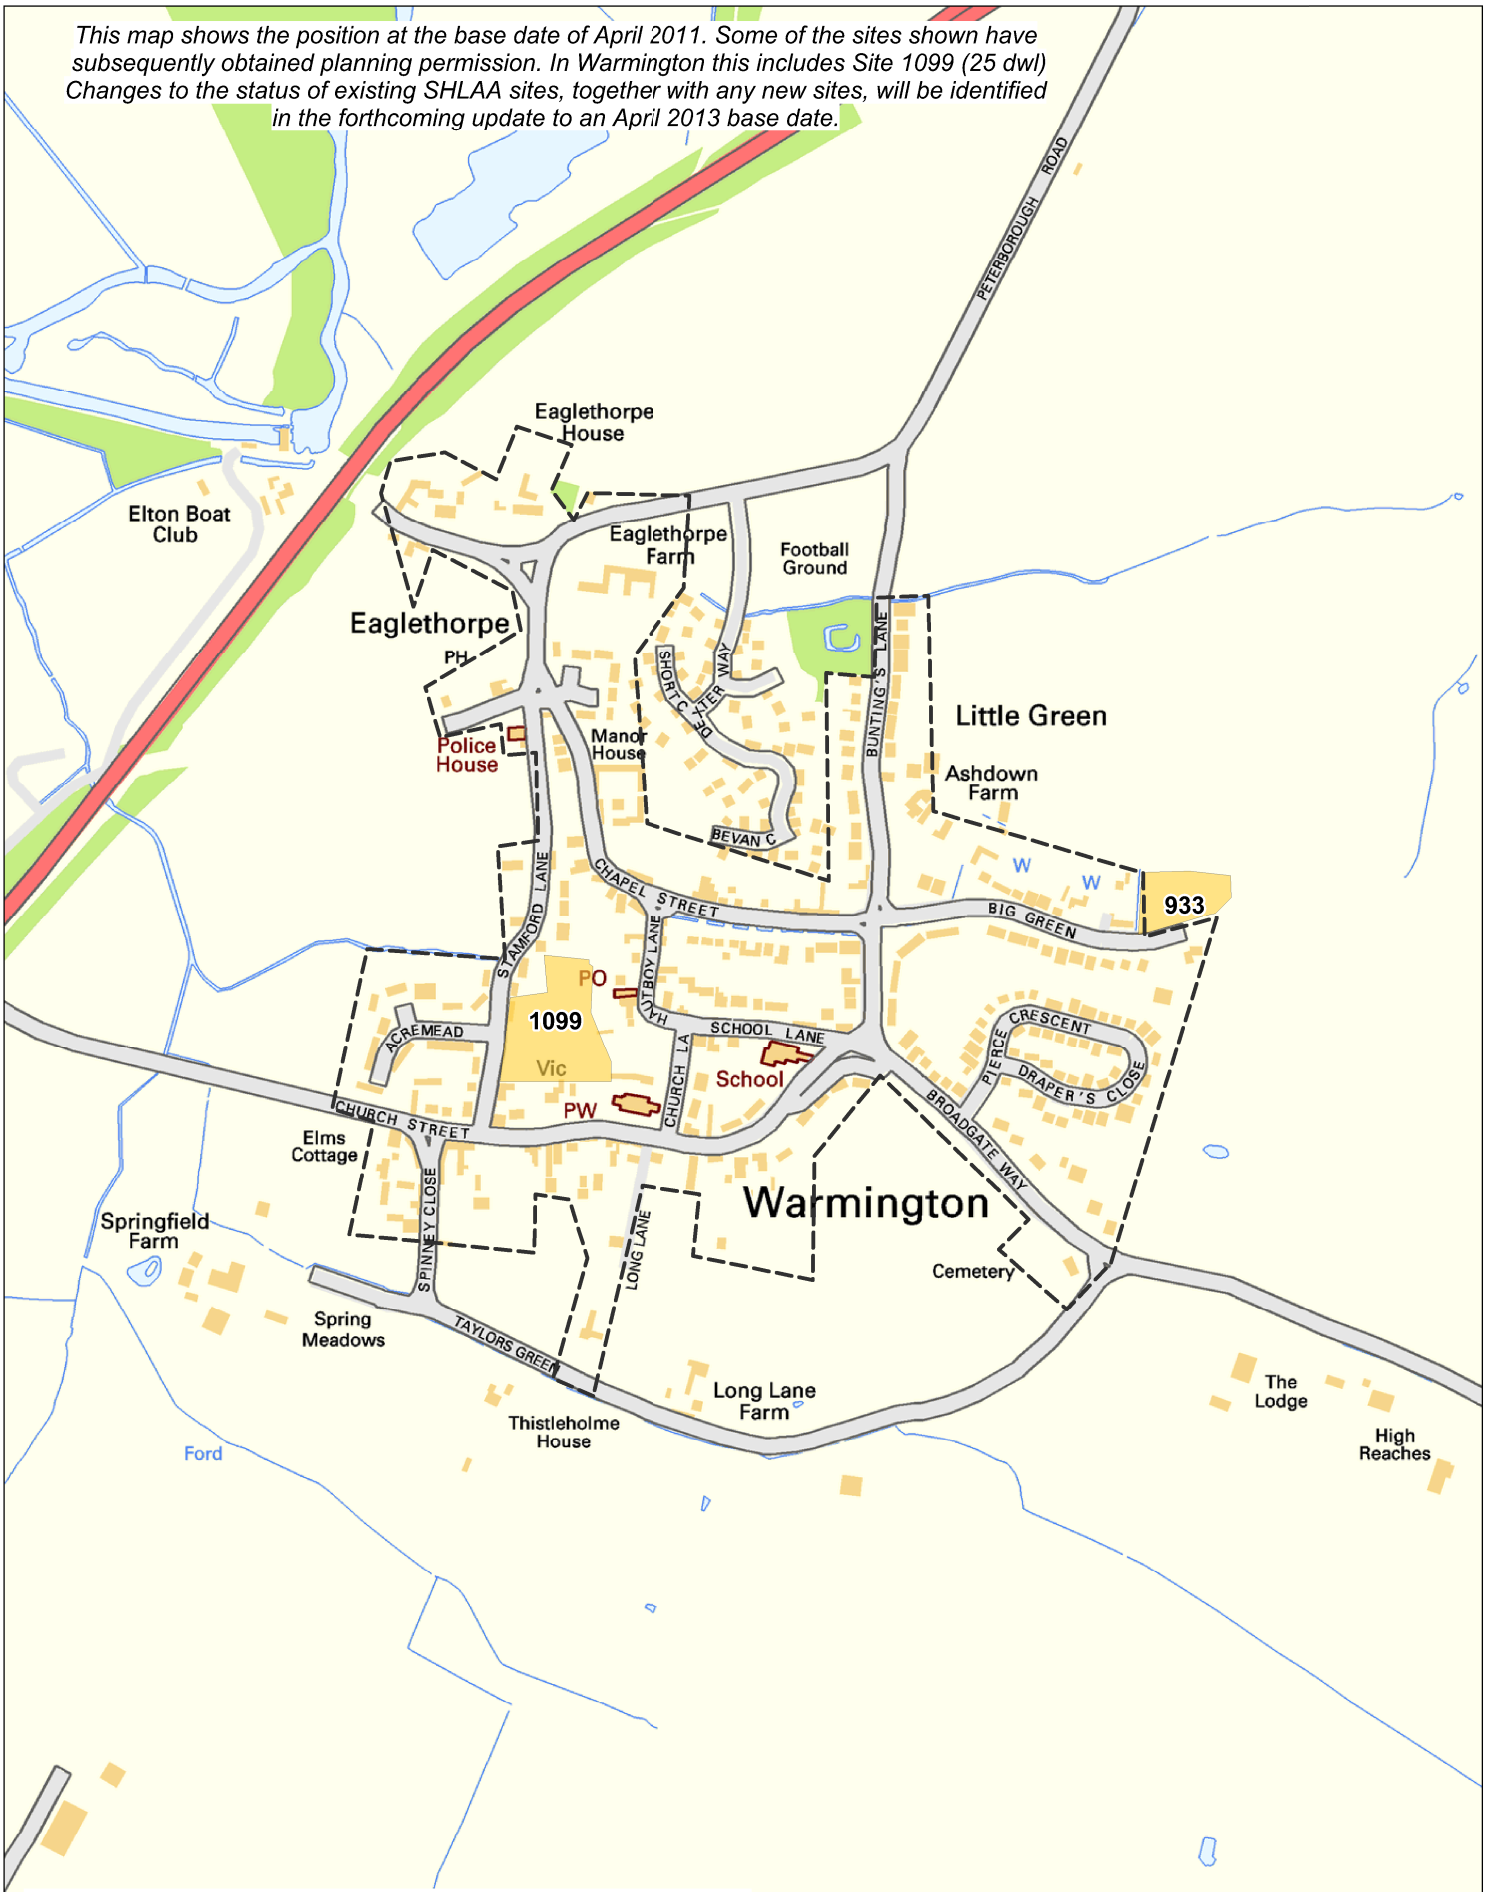 This map shows the position at the base date of April 2011. Some of the sites shown have
subsequently obtained planning permission. In Warmington this includes Site 1099 (25 dwl)
Changes to the status of existing SHLAA sites, together with any new sites, will be identified
in the forthcoming update to an April 2013 base date.
PETERBOROUGH ROAD
Eaglethorpe
House
Elton Boat
Club
Eaglethorpe
Farm
Football
Ground
Eaglethorpe
PH
SHORT C
DEXTER WAY
BUNTING'S LANE
Little Green
Police
House
Manor
House
Ashdown
Farm
BEVAN C
W
W
CHAPEL STREET
STAMFORD LANE
BIG GREEN
933
HAUTBOY LANE
PO
1099
ACREMEAD
SCHOOL LANE
PIERCE CRESCENT
DRAPER'S CLOSE
Vic
School
CHURCH LA
PW
CHURCH STREET
BROADGATE WAY
Elms
Cottage
Warmington
SPINNEY CLOSE
LONG LANE
Springfield
Farm
Cemetery
Spring
Meadows
TAYLORS GREEN
Long Lane
Farm
The
Lodge
Thistleholme
House
High
Reaches
Ford